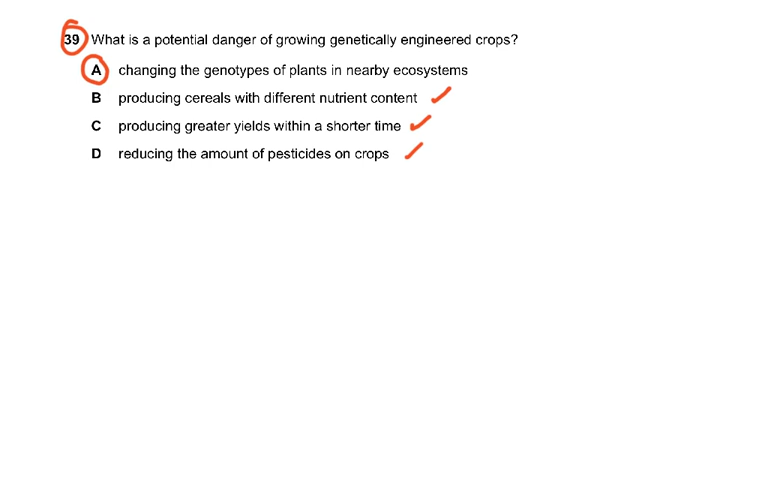 39 What is a potential danger of growing genetically engineered crops?
A changing the genotypes of plants in nearby ecosystems
B producing cereals with different nutrient content
C producing greater yields within a shorter time
D reducing the amount of pesticides on crops